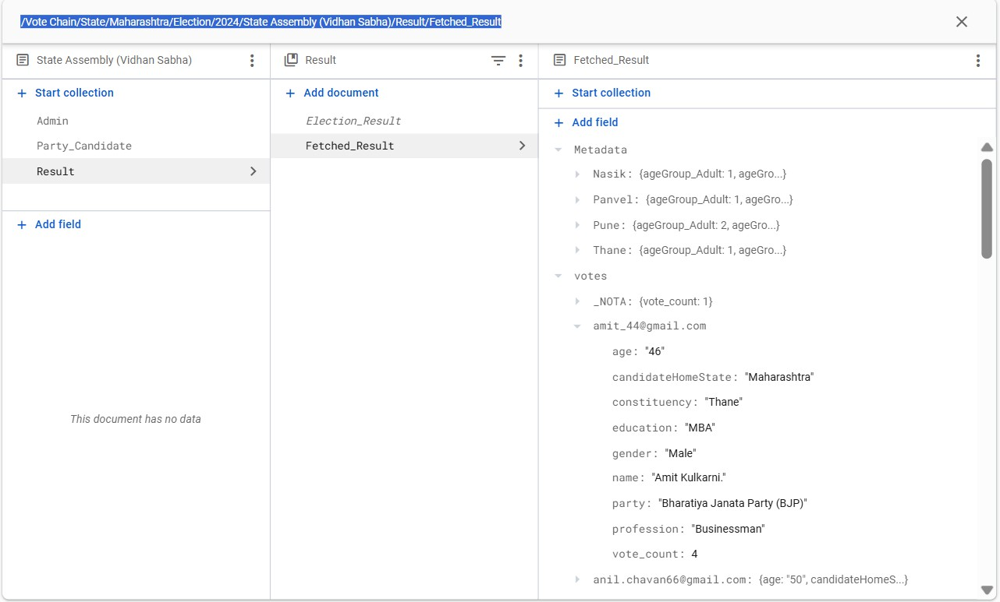 /Vote Chain/State/Maharashtra/Election/2024/State Assembly (Vidhan Sabha)/Result/Fetched_Result
State Assembly (Vidhan Sabha)
Start collection
Admin
Party_Candidate
Result
Add field
This document has no data
Result
Add document
Election_Result
Fetched_Result
Fetched_Result
Start collection
Add field
Metadata
Nasik: {ageGroup_Adult: 1, ageGro...}
Panvel: {ageGroup_Adult: 1, ageGro...}
Pune: {ageGroup_Adult: 2, ageGro...}
Thane: {ageGroup_Adult: 1, ageGro...}
votes
_NOTA: {vote_count: 1}
amit_44@gmail.com
age: "46"
candidateHomeState: "Maharashtra"
constituency: "Thane"
education: "MBA"
gender: "Male"
name: "Amit Kulkarni."
party: "Bharatiya Janata Party (BJP)"
profession: "Businessman"
vote_count: 4
anil.chavan66@gmail.com: {age: "50", candidateHomeS...}